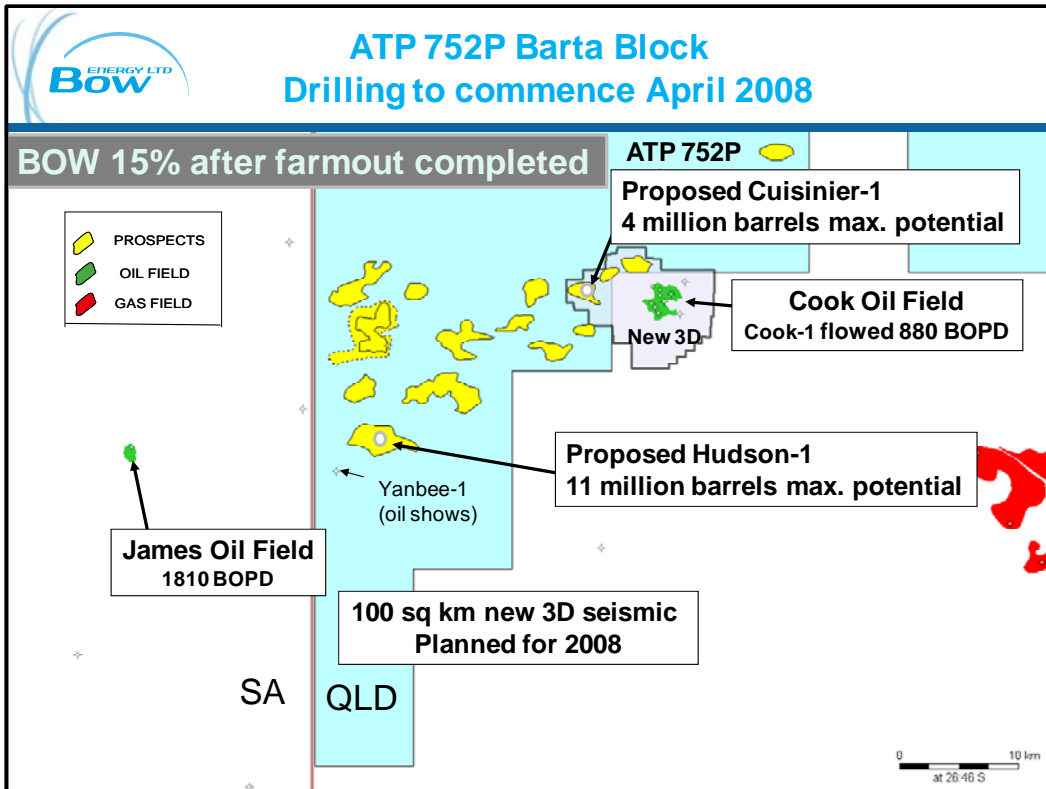 BOW
ENERGY LTD
ATP 752P Barta Block
Drilling to commence April 2008
BOW 15% after farmout completed
ATP 752P
Proposed Cuisinier-1
4 million barrels max. potential
PROSPECTS
OIL FIELD
GAS FIELD
Cook Oil Field
Cook-1 flowed 880 BOPD
New 3D
Proposed Hudson-1
11 million barrels max. potential
Yanbee-1
(oil shows)
James Oil Field
1810 BOPD
100 sq km new 3D seismic
Planned for 2008
SA
QLD
0
10 km
at 26:46 S